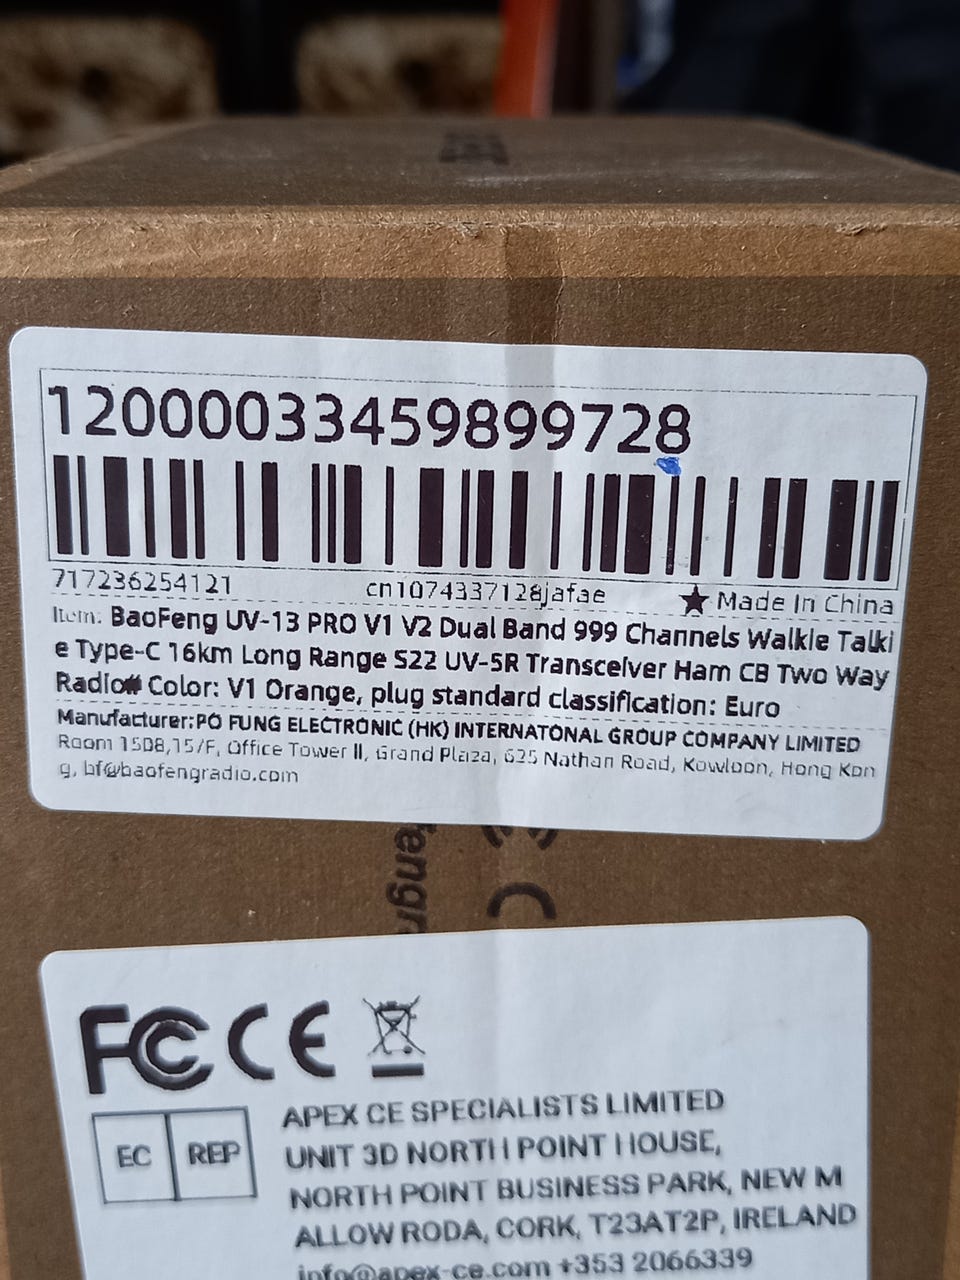 12000033459899728
717236254121 cn1074337128jafae ★ Made In China
Item: BaoFeng UV-13 PRO V1 V2 Dual Band 999 Channels Walkie Talki
e Type-C 16km Long Range S22 UV-5R Transceiver Ham CB Two Way
Radio# Color: V1 Orange, plug standard classification: Euro
Manufacturer:PO FUNG ELECTRONIC (HK) INTERNATONAL GROUP COMPANY LIMITED
Room 1508,15/F, Office Tower II, Grand Plaza, 625 Nathan Road, Kowloon, Hong Kon
g, bf@baofengradio.com
fengr
CE
FC CE
EC REP
APEX CE SPECIALISTS LIMITED
UNIT 3D NORTH POINT HOUSE,
NORTH POINT BUSINESS PARK, NEW M
ALLOW RODA, CORK, T23AT2P, IRELAND
info@apex-ce.com +353 2066339